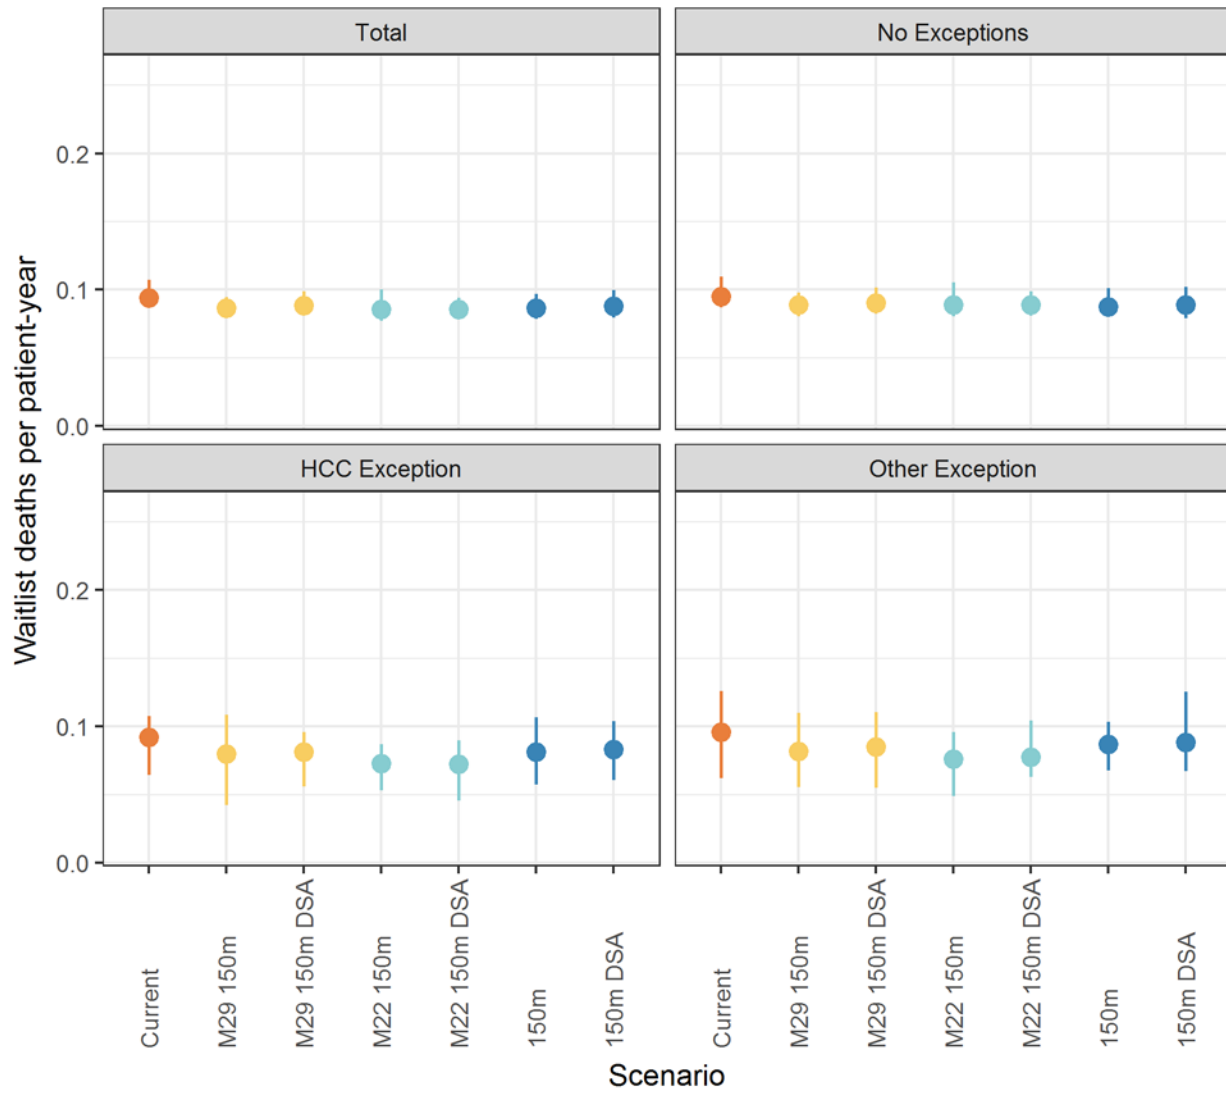 Total
No Exceptions
0.2
0.1
0.0
Waitlist deaths per patient-year
HCC Exception
Other Exception
0.2
0.1
0.0
Current
M29 150m
M29 150m DSA
M22 150m
M22 150m DSA
150m
150m DSA
Current
M29 150m
M29 150m DSA
M22 150m
M22 150m DSA
150m
150m DSA
Scenario